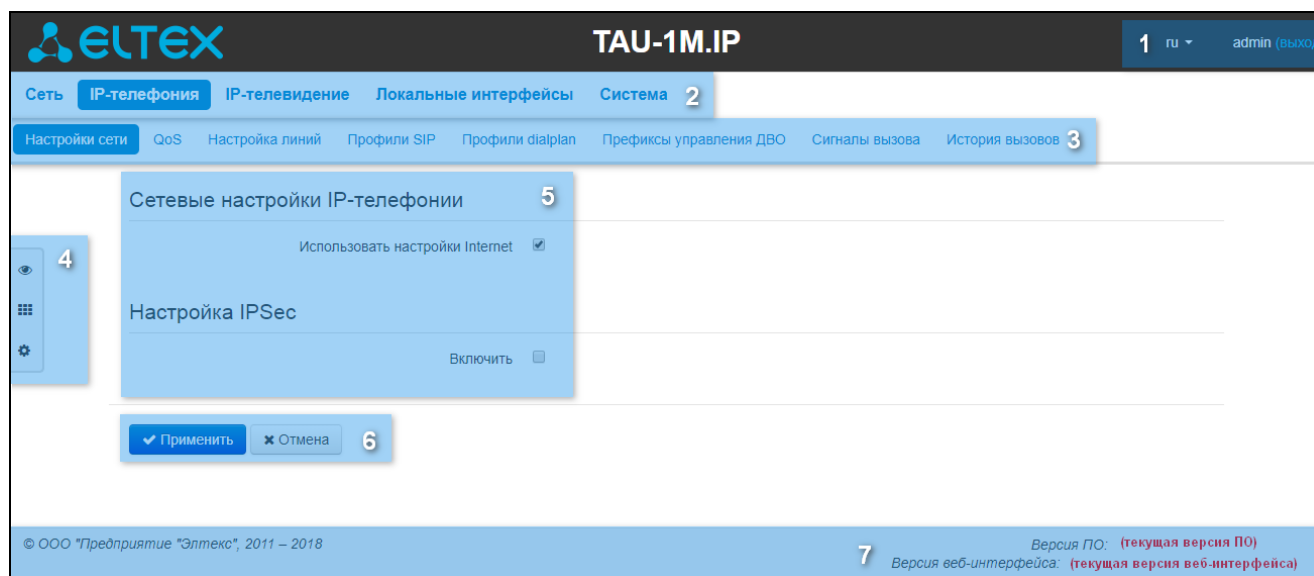 ELTEX TAU-1M.IP 1 ru admin (выход
Сеть IP-телефония IP-телевидение Локальные интерфейсы Система 2
Настройки сети QoS Настройка линий Профили SIP Профили dialplan Префиксы управления ДВО Сигналы вызова История вызовов 3
Сетевые настройки IP-телефонии 5
Использовать настройки Internet
4
Настройка IPSec
Включить
Применить Отмена 6
© ООО "Предприятие "Элтекс", 2011 – 2018
7
Версия ПО: (текущая версия ПО)
Версия веб-интерфейса: (текущая версия веб-интерфейса)